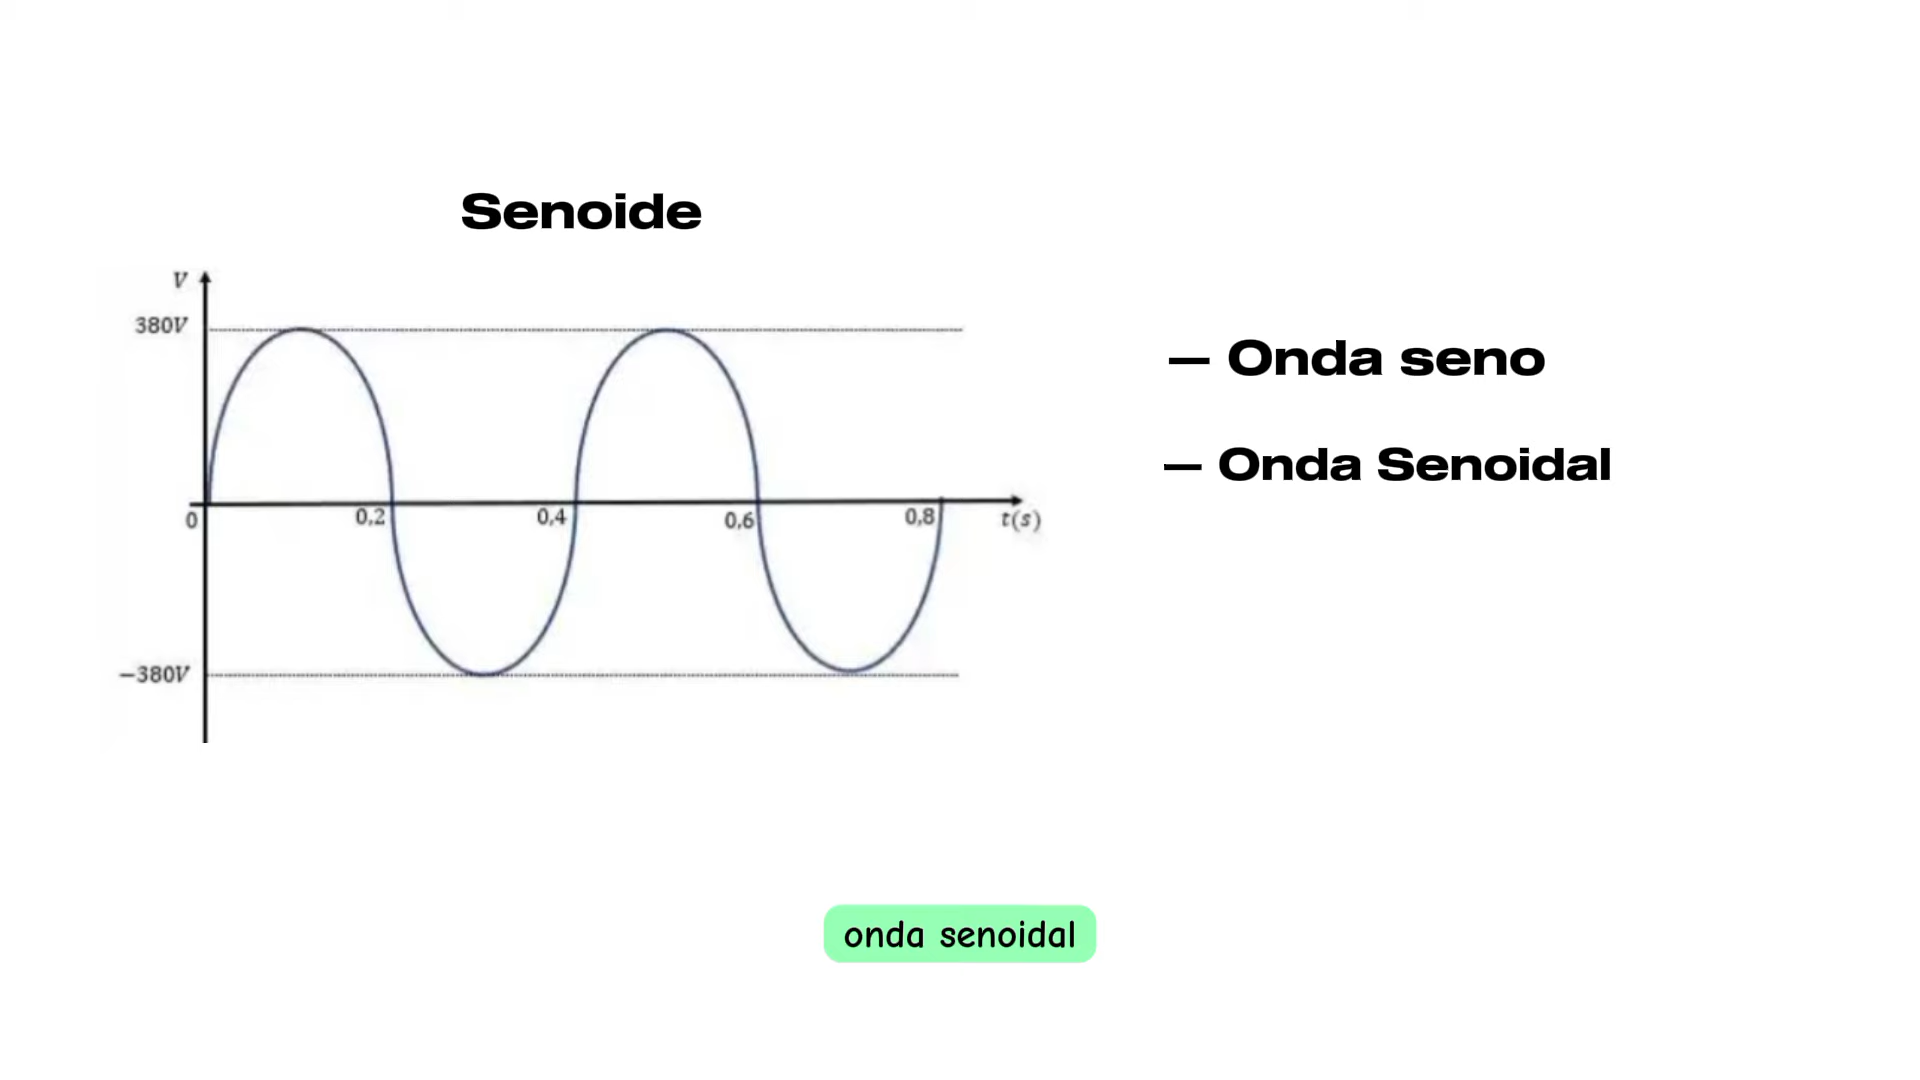 Senoide
V
380V
0
0,2
0,4
0,6
0,8
t(s)
−380V
— Onda seno
— Onda Senoidal
onda senoidal